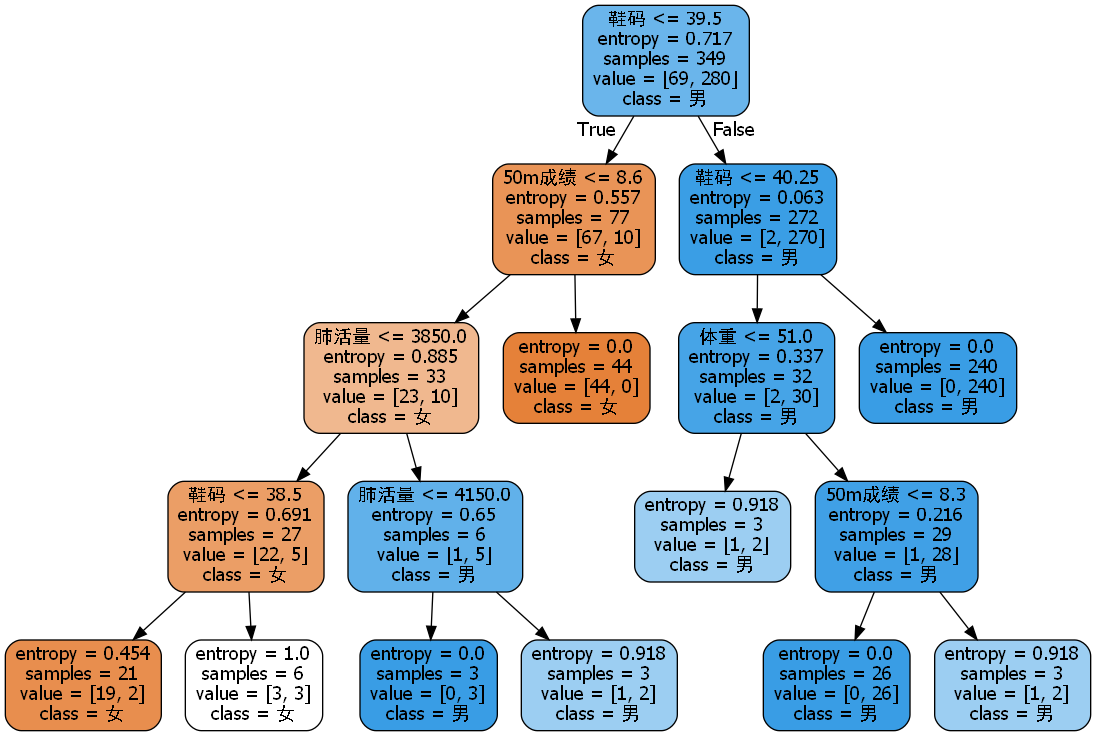 鞋码 <= 39.5
entropy = 0.717
samples = 349
value = [69, 280]
class = 男
True
False
50m成绩 <= 8.6
entropy = 0.557
samples = 77
value = [67, 10]
class = 女
鞋码 <= 40.25
entropy = 0.063
samples = 272
value = [2, 270]
class = 男
肺活量 <= 3850.0
entropy = 0.885
samples = 33
value = [23, 10]
class = 女
entropy = 0.0
samples = 44
value = [44, 0]
class = 女
体重 <= 51.0
entropy = 0.337
samples = 32
value = [2, 30]
class = 男
entropy = 0.0
samples = 240
value = [0, 240]
class = 男
鞋码 <= 38.5
entropy = 0.691
samples = 27
value = [22, 5]
class = 女
肺活量 <= 4150.0
entropy = 0.65
samples = 6
value = [1, 5]
class = 男
entropy = 0.918
samples = 3
value = [1, 2]
class = 男
50m成绩 <= 8.3
entropy = 0.216
samples = 29
value = [1, 28]
class = 男
entropy = 0.454
samples = 21
value = [19, 2]
class = 女
entropy = 1.0
samples = 6
value = [3, 3]
class = 女
entropy = 0.0
samples = 3
value = [0, 3]
class = 男
entropy = 0.918
samples = 3
value = [1, 2]
class = 男
entropy = 0.0
samples = 26
value = [0, 26]
class = 男
entropy = 0.918
samples = 3
value = [1, 2]
class = 男